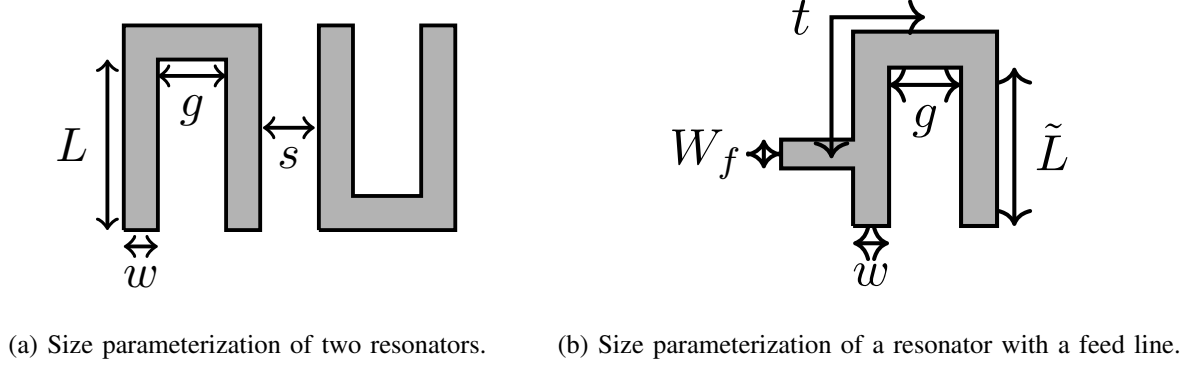 t
g
g
L
s
W_f
L̃
w
w
(a) Size parameterization of two resonators.
(b) Size parameterization of a resonator with a feed line.